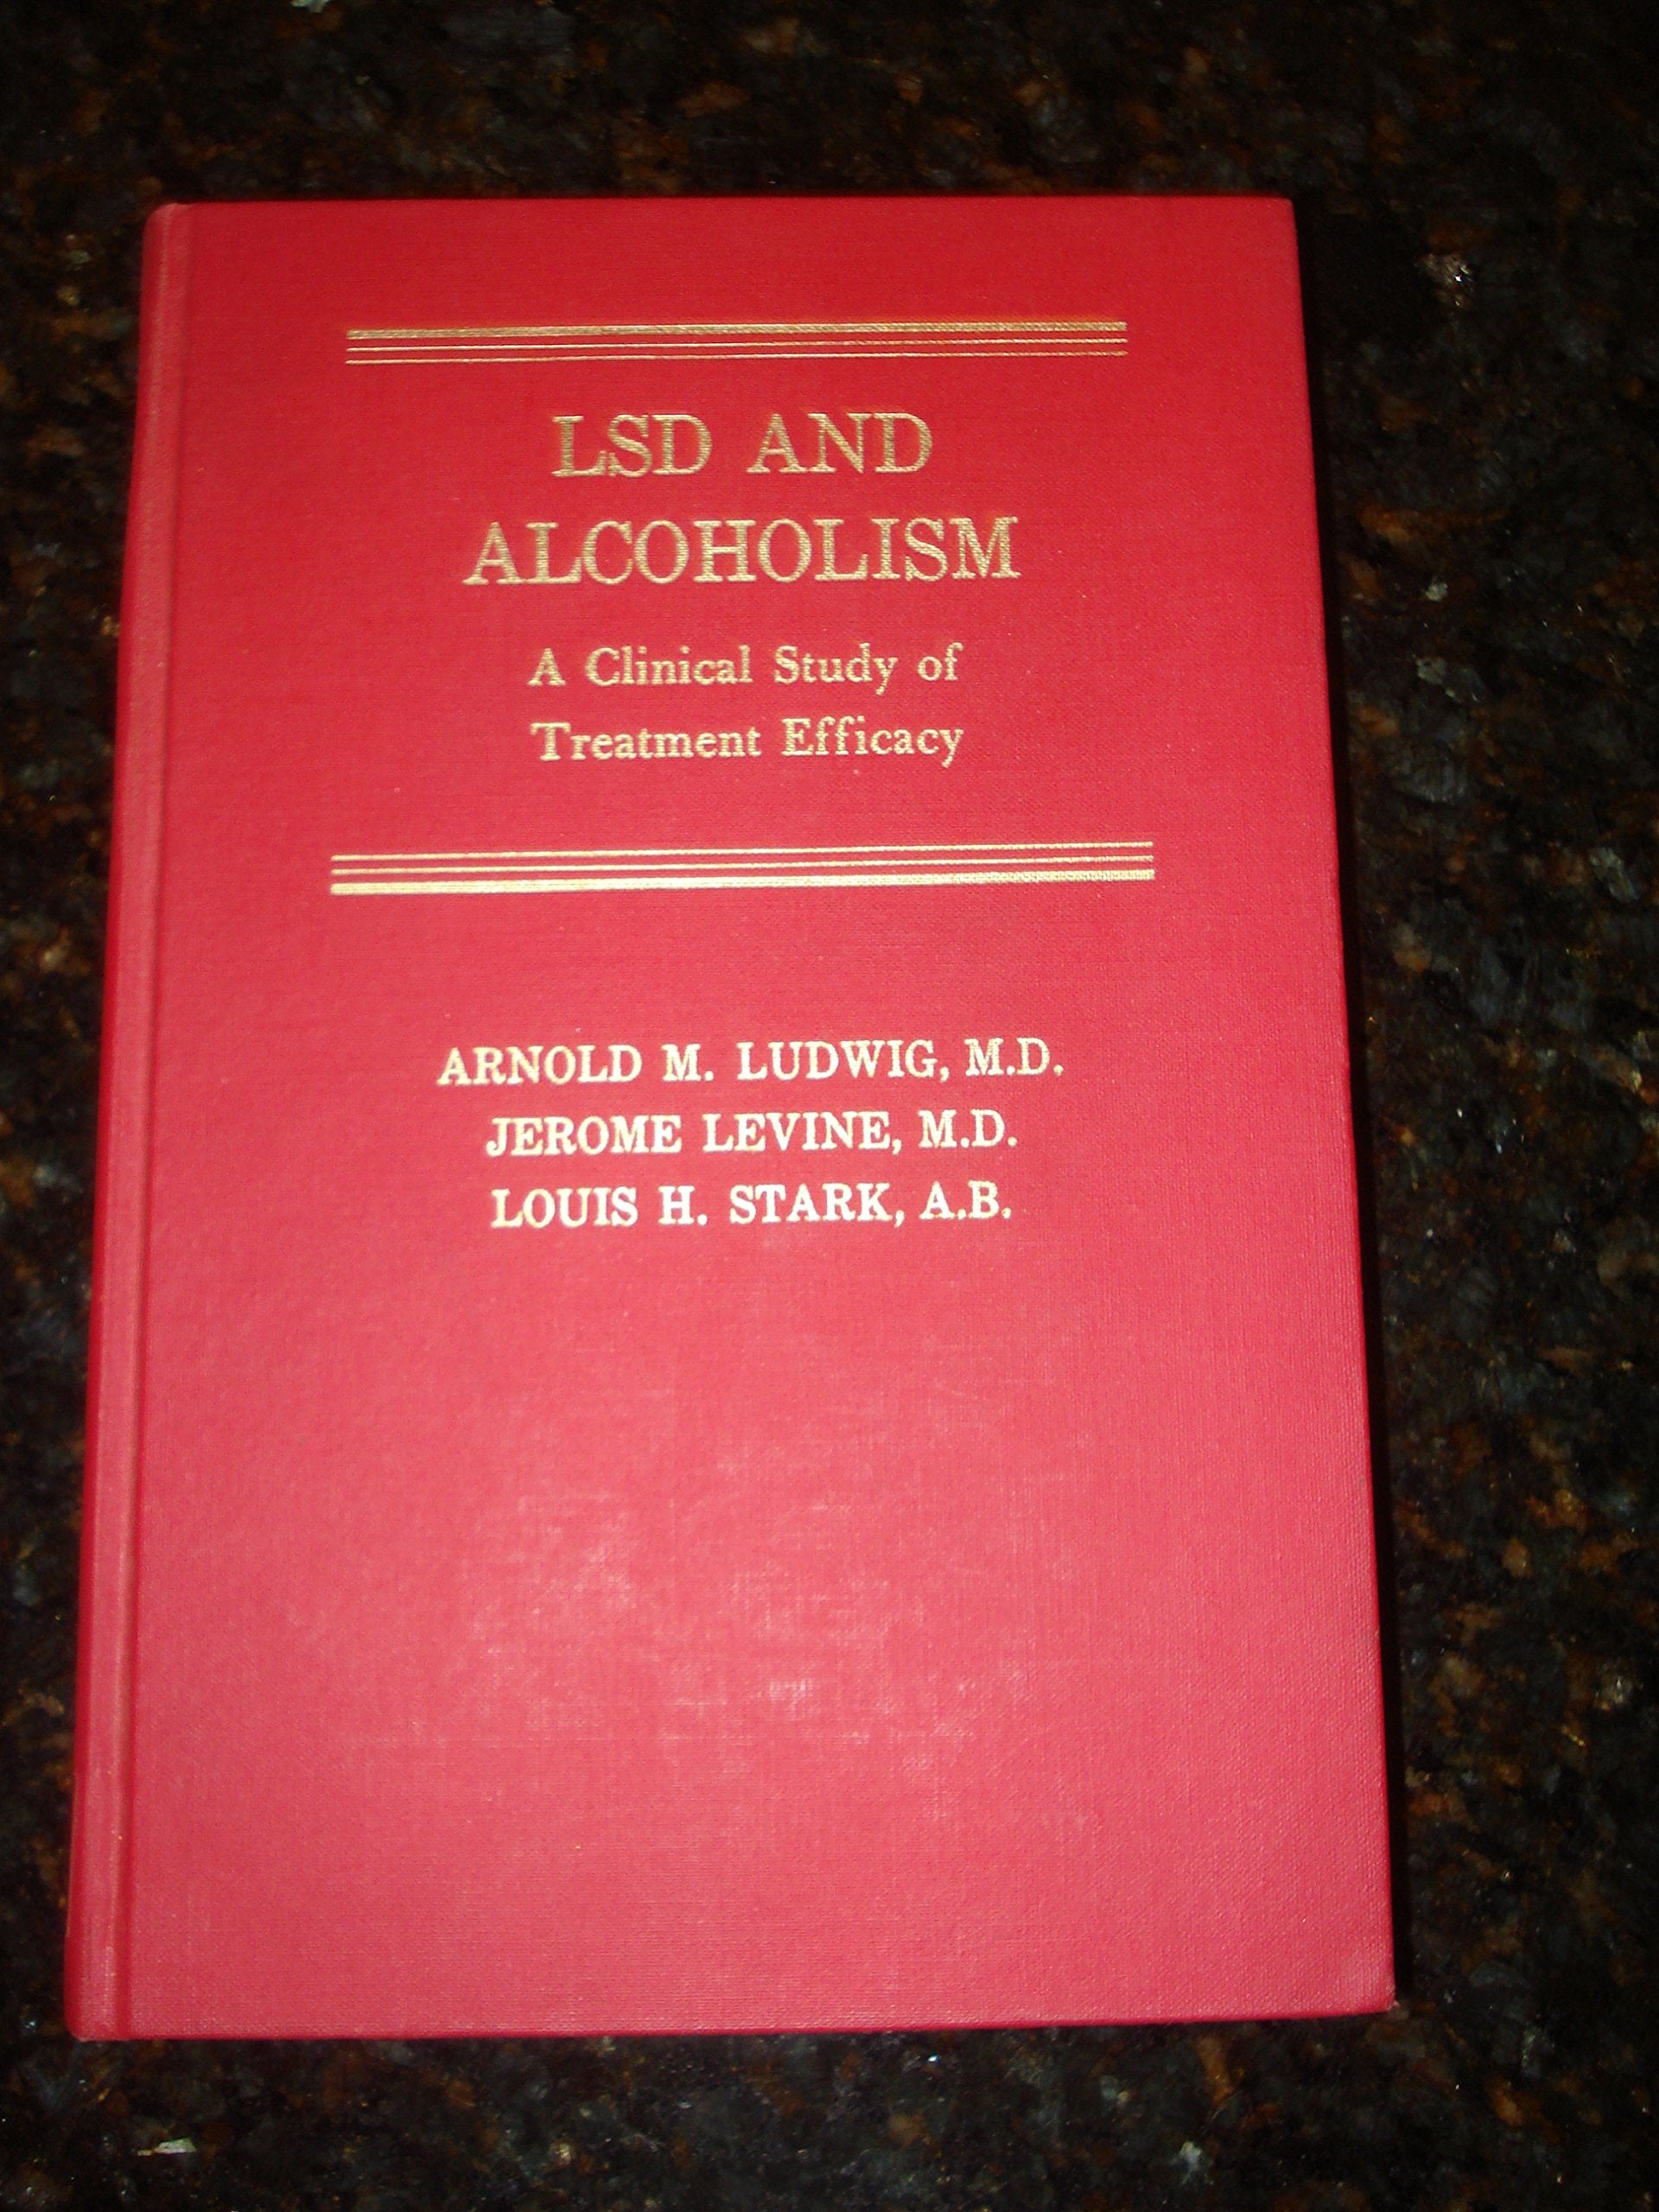 LSD AND
ALCOHOLISM
A Clinical Study of
Treatment Efficacy
ARNOLD M. LUDWIG, M.D.
JEROME LEVINE, M.D.
LOUIS H. STARK, A.B.